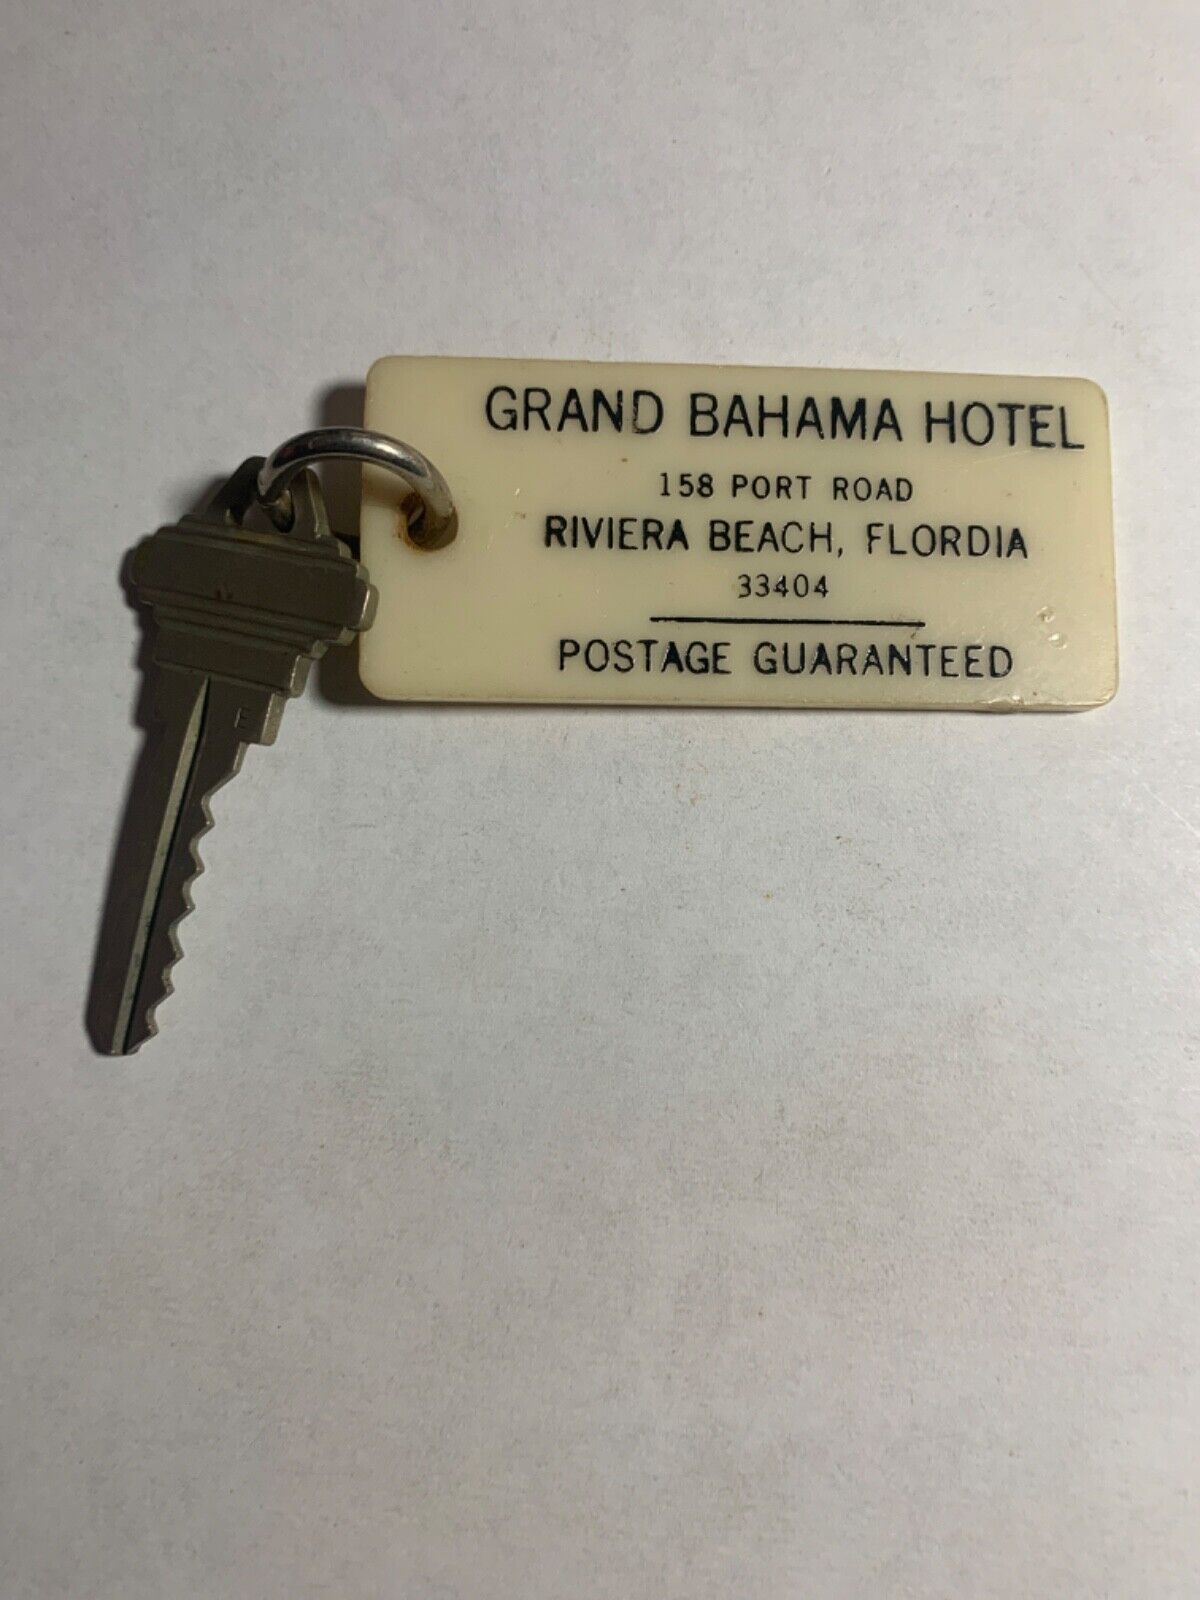 GRAND BAHAMA HOTEL
158 PORT ROAD
RIVIERA BEACH, FLORDIA
33404
POSTAGE GUARANTEED
E